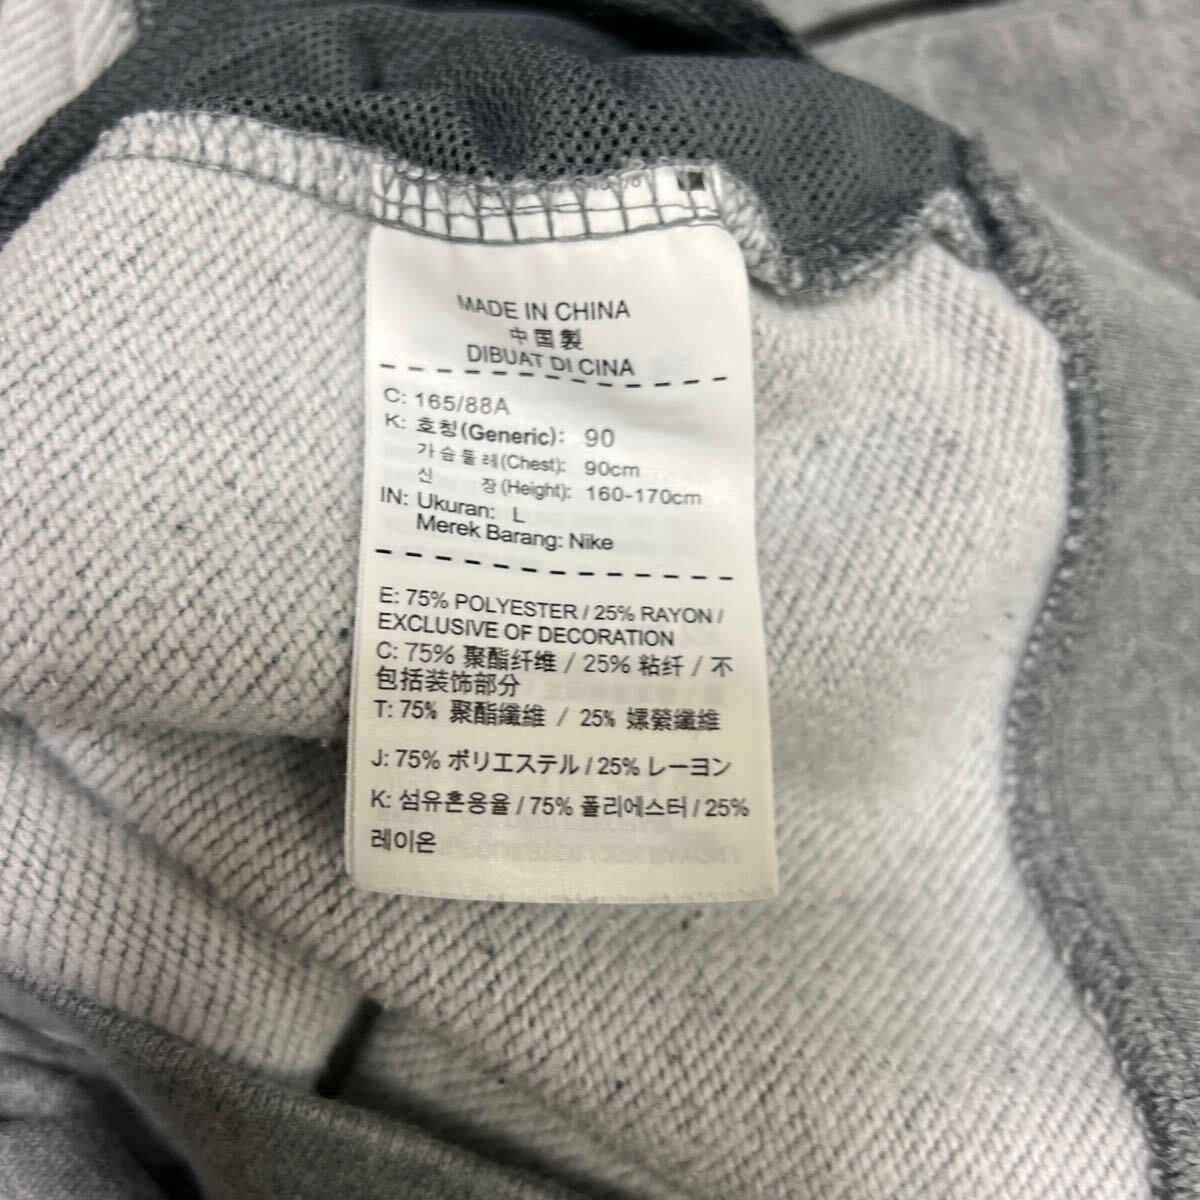 MADE IN CHINA
中国製
DIBUAT DI CINA
C: 165/88A
K: 호칭(Generic): 90
가슴둘레(Chest): 90cm
신 장(Height): 160-170cm
IN: Ukuran: L
Merek Barang: Nike
E: 75% POLYESTER / 25% RAYON /
EXCLUSIVE OF DECORATION
C: 75% 聚酯纤维 / 25% 粘纤 / 不
包括装饰部分
T: 75% 聚酯纖維 / 25% 嫘縈纖維
J: 75% ポリエステル / 25% レーヨン
K: 섬유혼용율 / 75% 폴리에스터 / 25%
레이온